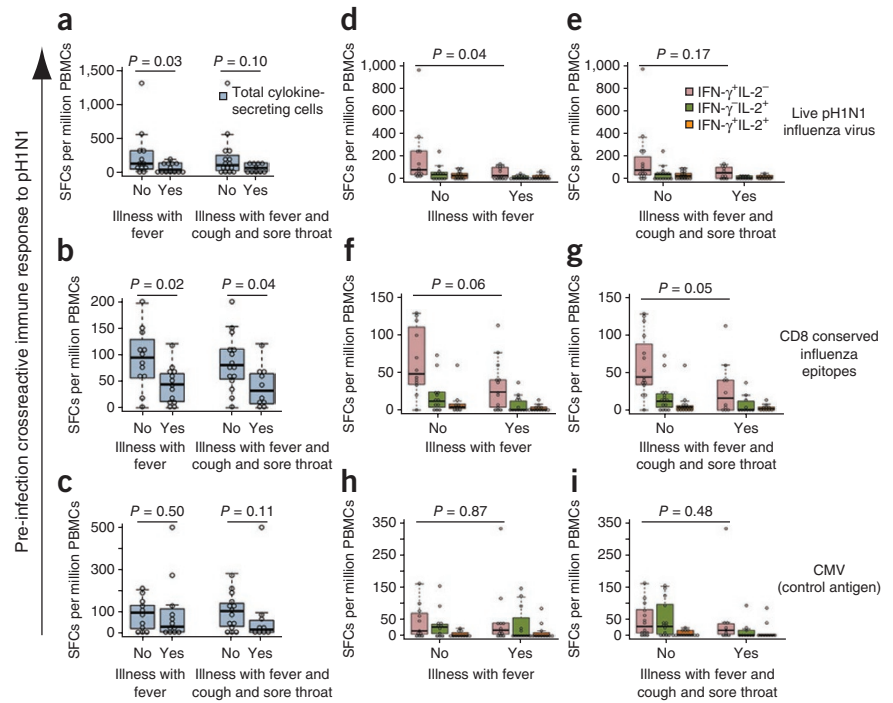 Pre-infection crossreactive immune response to pH1N1
a
SFCs per million PBMCs
P = 0.03
P = 0.10
1,500
1,000
500
0
Total cylokine-
secreting cells
No Yes No Yes
Illness with
fever
Illness with fever and
cough and sore throat
d
SFCs per million PBMCs
P = 0.04
1,000
800
600
400
200
0
No Yes
Illness with fever
e
SFCs per million PBMCs
P = 0.17
1,000
800
600
400
200
0
IFN-γ+IL-2−
IFN-γ−IL-2+
IFN-γ+IL-2+
No Yes
Illness with fever and
cough and sore throat
Live pH1N1
influenza virus
b
SFCs per million PBMCs
P = 0.02
P = 0.04
200
150
100
50
0
No Yes No Yes
Illness with
fever
Illness with fever and
cough and sore throat
f
SFCs per million PBMCs
P = 0.06
150
100
50
0
No Yes
Illness with fever
g
SFCs per million PBMCs
P = 0.05
150
100
50
0
No Yes
Illness with fever and
cough and sore throat
CD8 conserved
influenza
epitopes
c
SFCs per million PBMCs
P = 0.50
P = 0.11
500
300
100
0
No Yes No Yes
Illness with
fever
Illness with fever and
cough and sore throat
h
SFCs per million PBMCs
P = 0.87
350
250
150
50
0
No Yes
Illness with fever
i
SFCs per million PBMCs
P = 0.48
350
250
150
50
0
No Yes
Illness with fever and
cough and sore throat
CMV
(control antigen)